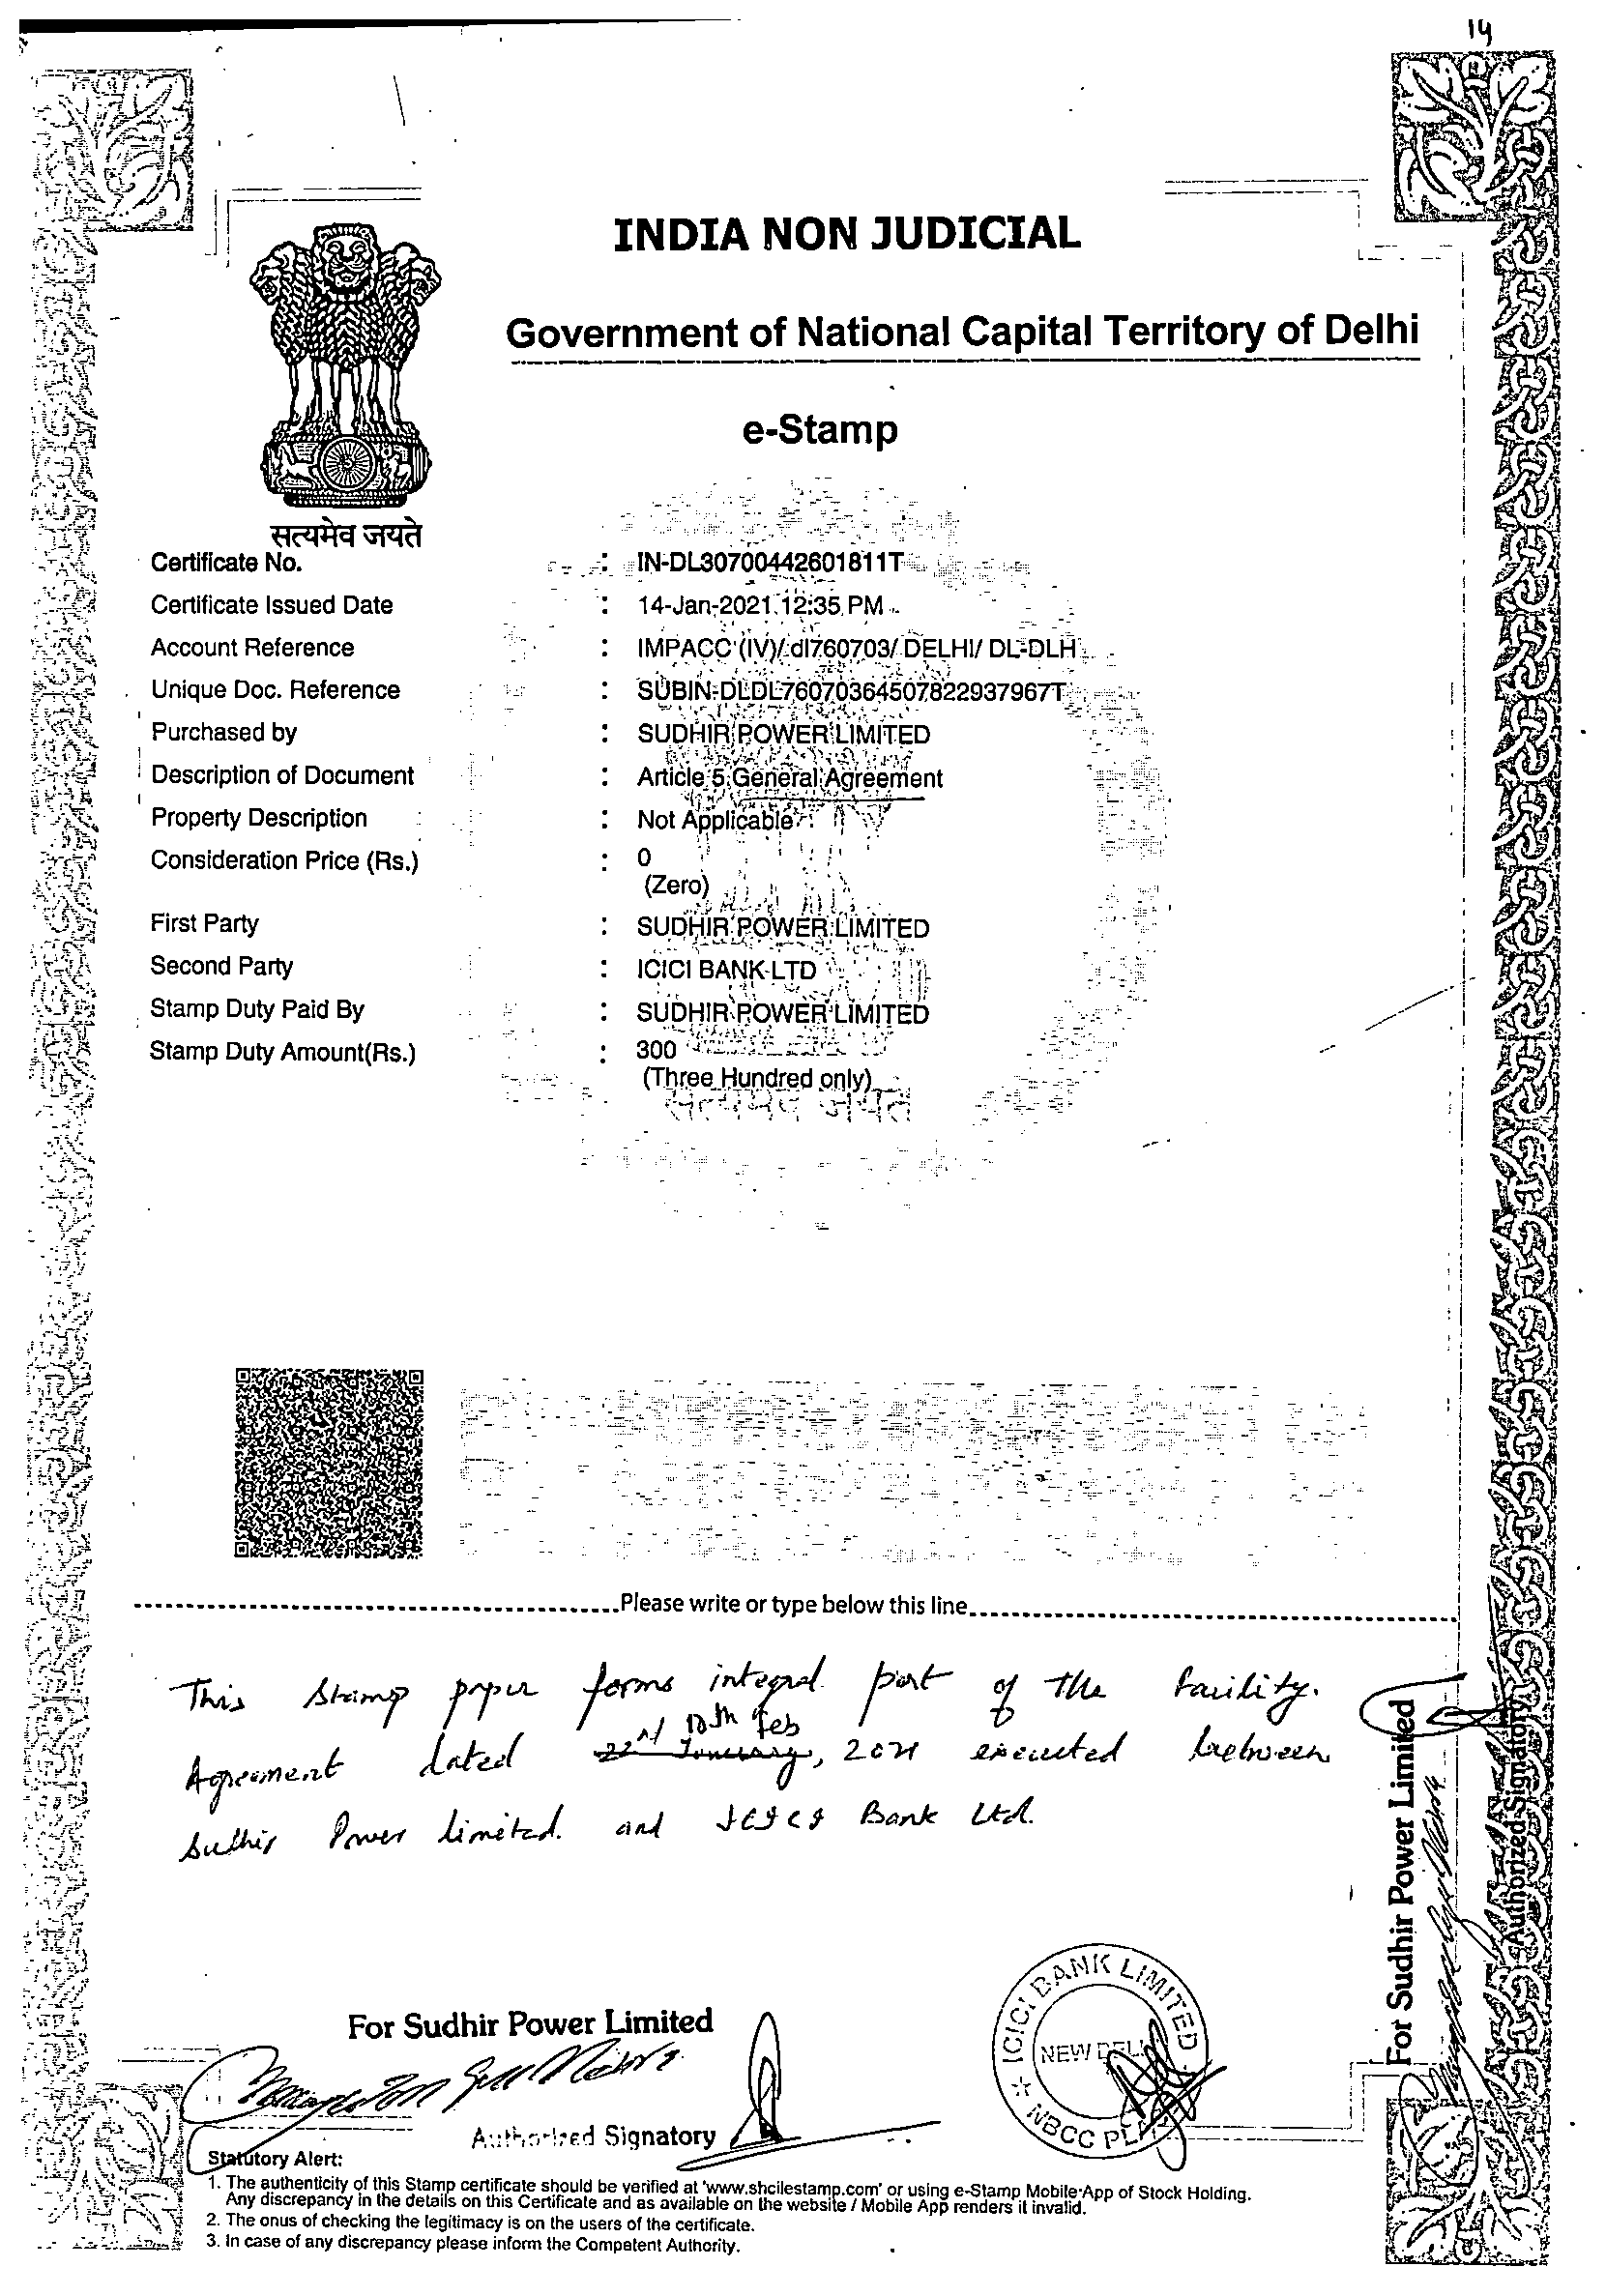 14
INDIA NON JUDICIAL
Government of National Capital Territory of Delhi
e-Stamp
सत्यमेव जयते
Certificate No. : IN-DL30700442601811T
Certificate Issued Date : 14-Jan-2021 12:35 PM
Account Reference : IMPACC (IV)/ dl760703/ DELHI/ DL-DLH
Unique Doc. Reference : SUBIN-DLDL76070364507822937967T
Purchased by : SUDHIR POWER LIMITED
Description of Document : Article 5 General Agreement
Property Description : Not Applicable
Consideration Price (Rs.) : 0
(Zero)
First Party : SUDHIR POWER LIMITED
Second Party : ICICI BANK LTD
Stamp Duty Paid By : SUDHIR POWER LIMITED
Stamp Duty Amount(Rs.) : 300
(Three Hundred only)
सत्यमेव जयते
Please write or type below this line
This Stamp paper forms integral part of the facility.
Agreement dated 22nd January, 10th Feb 2021 executed between
Sudhir Power limited. and ICICI Bank Ltd.
For Sudhir Power Limited
Authorized Signatory
ICICI BANK LIMITED
NEW DELHI
NBCC PL
For Sudhir Power Limited
Authorized Signatory
Statutory Alert:
1. The authenticity of this Stamp certificate should be verified at 'www.shcilestamp.com' or using e-Stamp Mobile App of Stock Holding.
Any discrepancy in the details on this Certificate and as available on the website / Mobile App renders it invalid.
2. The onus of checking the legitimacy is on the users of the certificate.
3. In case of any discrepancy please inform the Competent Authority.